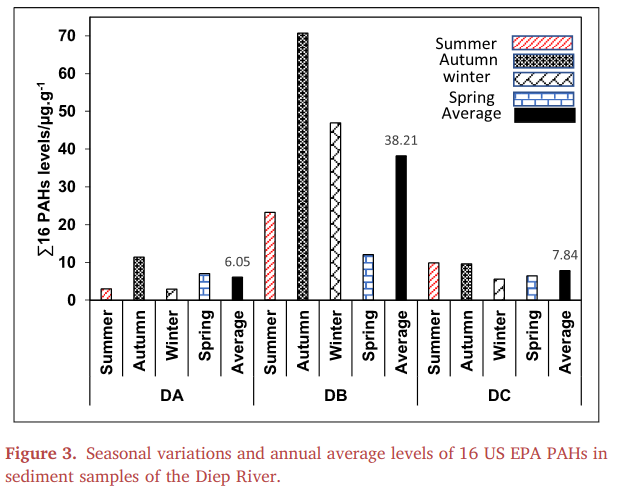 70
60
50
40
30
20
10
0
∑16 PAHs levels/µg.g-1
Summer
Autumn
winter
Spring
Average
6.05
38.21
7.84
Summer
Autumn
Winter
Spring
Average
Summer
Autumn
Winter
Spring
Average
Summer
Autumn
Winter
Spring
Average
DA
DB
DC
Figure 3. Seasonal variations and annual average levels of 16 US EPA PAHs in
sediment samples of the Diep River.